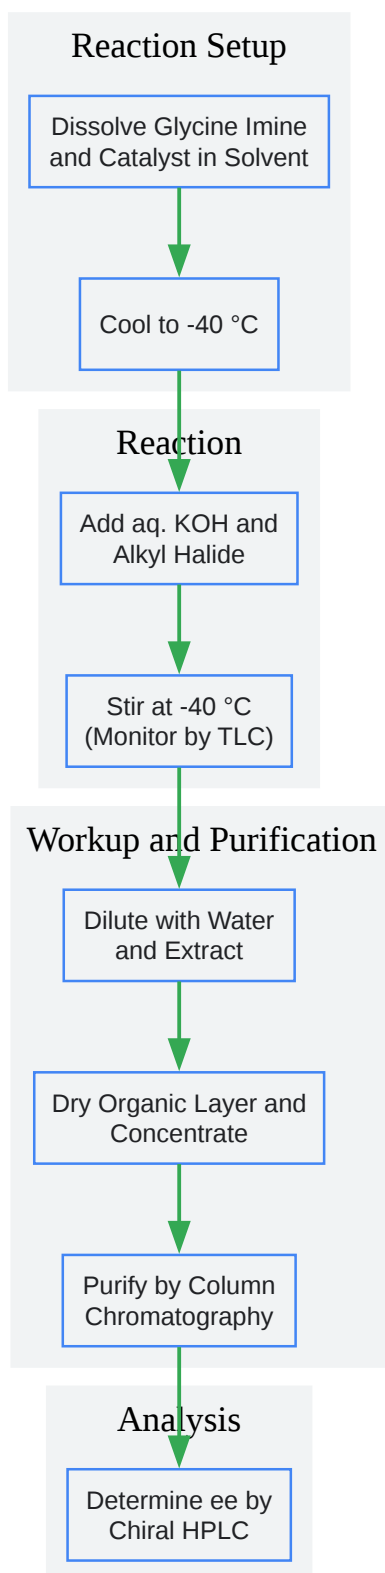 Reaction Setup
Dissolve Glycine Imine
and Catalyst in Solvent
Cool to -40 °C
Reaction
Add aq. KOH and
Alkyl Halide
Stir at -40 °C
(Monitor by TLC)
Workup and Purification
Dilute with Water
and Extract
Dry Organic Layer and
Concentrate
Purify by Column
Chromatography
Analysis
Determine ee by
Chiral HPLC